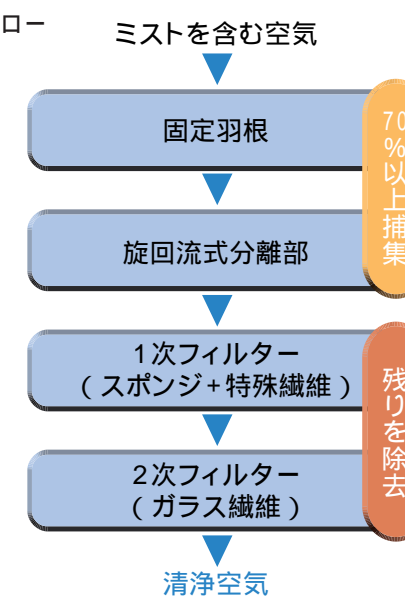 ロー
ミストを含む空気
固定羽根
70%以上捕集
旋回流式分離部
1次フィルター
(スポンジ+特殊繊維)
残りを除去
2次フィルター
(ガラス繊維)
清浄空気